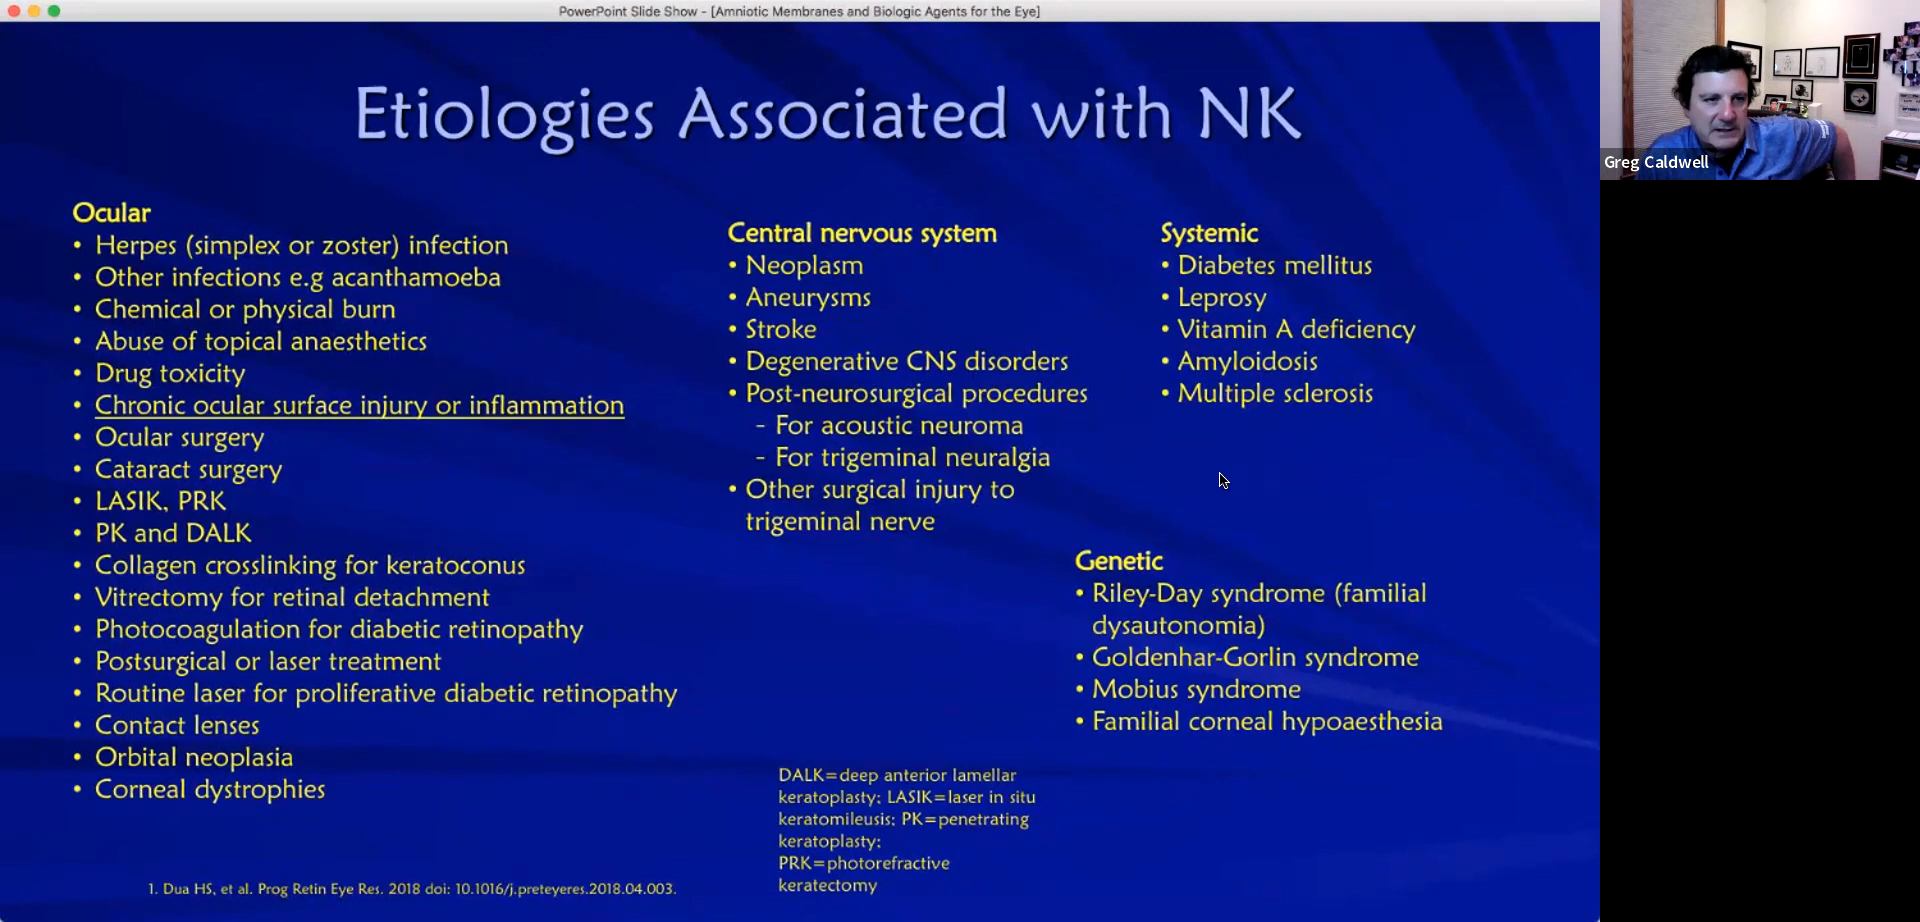 PowerPoint Slide Show - [Amniotic Membranes and Biologic Agents for the Eye]
Etiologies Associated with NK
Ocular
• Herpes (simplex or zoster) infection
• Other infections e.g acanthamoeba
• Chemical or physical burn
• Abuse of topical anaesthetics
• Drug toxicity
• Chronic ocular surface injury or inflammation
• Ocular surgery
• Cataract surgery
• LASIK, PRK
• PK and DALK
• Collagen crosslinking for keratoconus
• Vitrectomy for retinal detachment
• Photocoagulation for diabetic retinopathy
• Postsurgical or laser treatment
• Routine laser for proliferative diabetic retinopathy
• Contact lenses
• Orbital neoplasia
• Corneal dystrophies
Central nervous system
• Neoplasm
• Aneurysms
• Stroke
• Degenerative CNS disorders
• Post-neurosurgical procedures
- For acoustic neuroma
- For trigeminal neuralgia
• Other surgical injury to
trigeminal nerve
Systemic
• Diabetes mellitus
• Leprosy
• Vitamin A deficiency
• Amyloidosis
• Multiple sclerosis
Genetic
• Riley-Day syndrome (familial
dysautonomia)
• Goldenhar-Gorlin syndrome
• Mobius syndrome
• Familial corneal hypoaesthesia
DALK=deep anterior lamellar
keratoplasty; LASIK=laser in situ
keratomileusis; PK=penetrating
keratoplasty;
PRK=photorefractive
keratectomy
1. Dua HS, et al. Prog Retin Eye Res. 2018 doi: 10.1016/j.preteyeres.2018.04.003.
Greg Caldwell